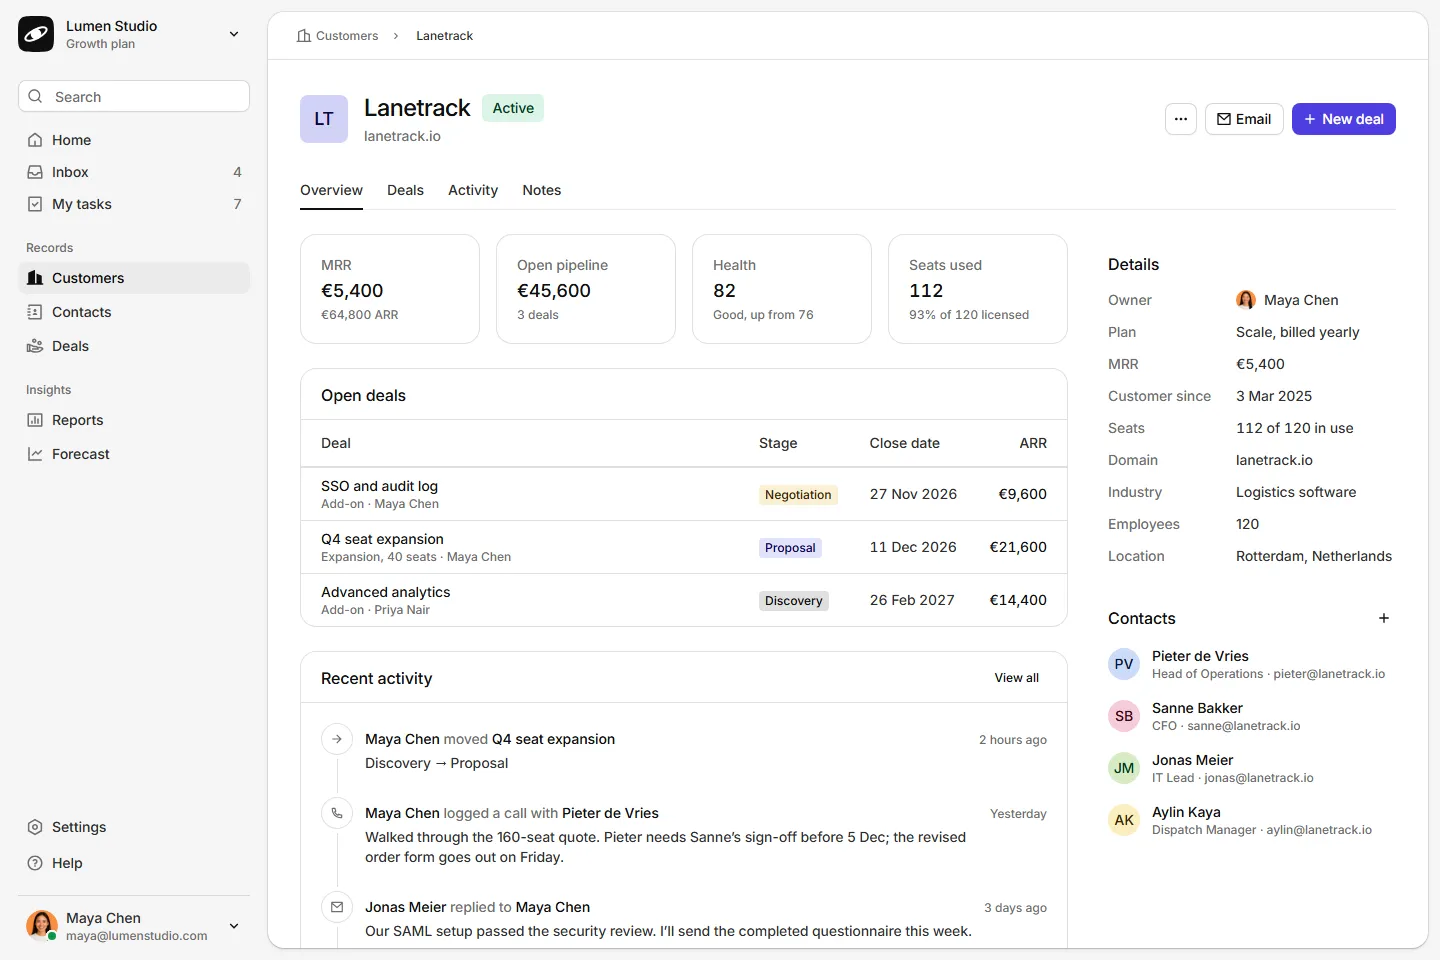 Lumen Studio
Growth plan
Search
Home
Inbox 4
My tasks 7
Records
Customers
Contacts
Deals
Insights
Reports
Forecast
Settings
Help
Maya Chen
maya@lumenstudio.com
Customers › Lanetrack
LT
Lanetrack Active
lanetrack.io
Email
+ New deal
Overview Deals Activity Notes
MRR
€5,400
€64,800 ARR
Open pipeline
€45,600
3 deals
Health
82
Good, up from 76
Seats used
112
93% of 120 licensed
Open deals
Deal Stage Close date ARR
SSO and audit log
Add-on · Maya Chen
Negotiation 27 Nov 2026 €9,600
Q4 seat expansion
Expansion, 40 seats · Maya Chen
Proposal 11 Dec 2026 €21,600
Advanced analytics
Add-on · Priya Nair
Discovery 26 Feb 2027 €14,400
Recent activity View all
Maya Chen moved Q4 seat expansion 2 hours ago
Discovery → Proposal
Maya Chen logged a call with Pieter de Vries Yesterday
Walked through the 160-seat quote. Pieter needs Sanne’s sign-off before 5 Dec; the revised
order form goes out on Friday.
Jonas Meier replied to Maya Chen 3 days ago
Our SAML setup passed the security review. I’ll send the completed questionnaire this week.
Details
Owner Maya Chen
Plan Scale, billed yearly
MRR €5,400
Customer since 3 Mar 2025
Seats 112 of 120 in use
Domain lanetrack.io
Industry Logistics software
Employees 120
Location Rotterdam, Netherlands
Contacts +
PV
Pieter de Vries
Head of Operations · pieter@lanetrack.io
SB
Sanne Bakker
CFO · sanne@lanetrack.io
JM
Jonas Meier
IT Lead · jonas@lanetrack.io
AK
Aylin Kaya
Dispatch Manager · aylin@lanetrack.io